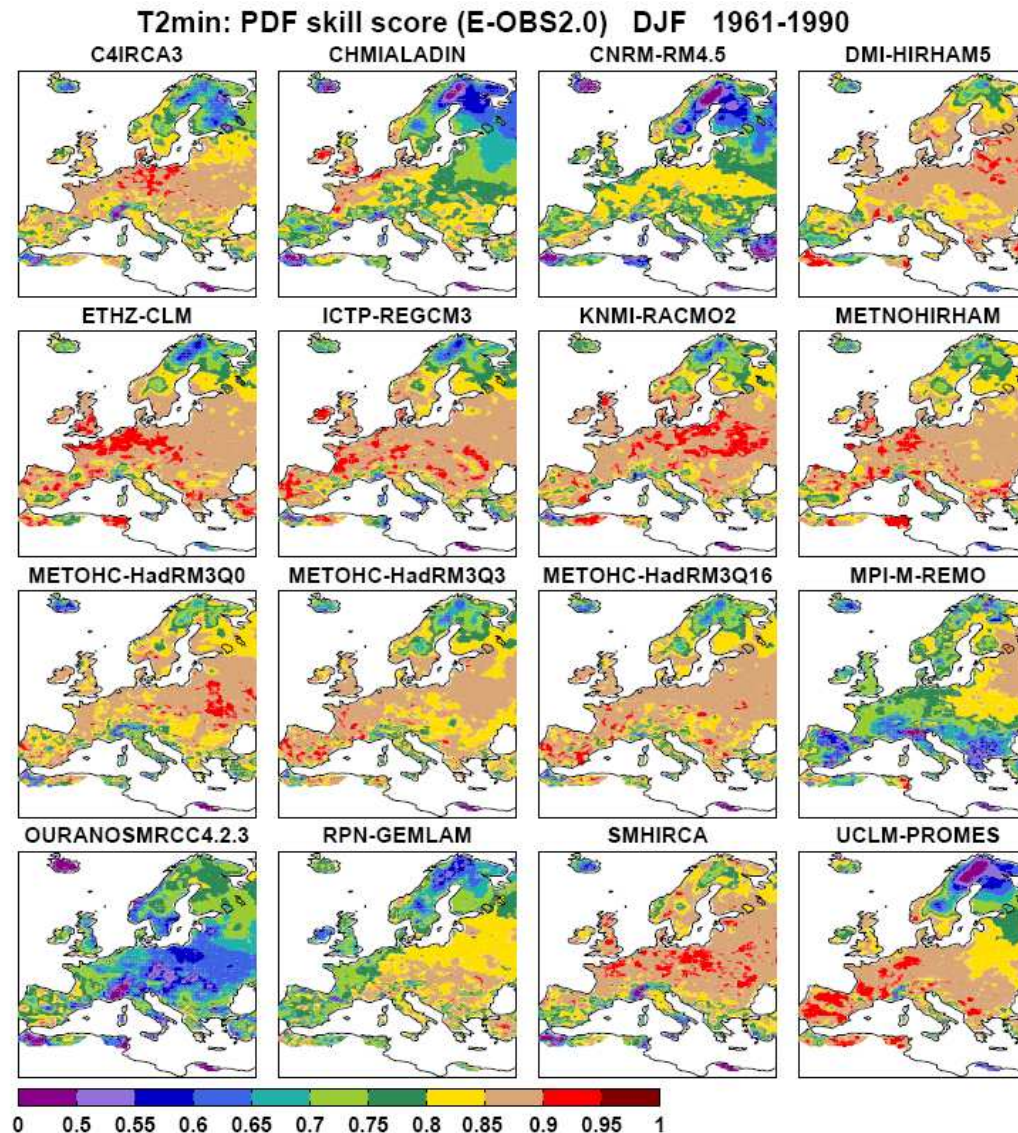 T2min: PDF skill score (E-OBS2.0) DJF 1961-1990
C4IRCA3 CHMIALADIN CNRM-RM4.5 DMI-HIRHAM5
ETHZ-CLM ICTP-REGCM3 KNMI-RACMO2 METNOHIRHAM
METOHC-HadRM3Q0 METOHC-HadRM3Q3 METOHC-HadRM3Q16 MPI-M-REMO
OURANOSMRCC4.2.3 RPN-GEMLAM SMHIRCA UCLM-PROMES
0 0.5 0.55 0.6 0.65 0.7 0.75 0.8 0.85 0.9 0.95 1